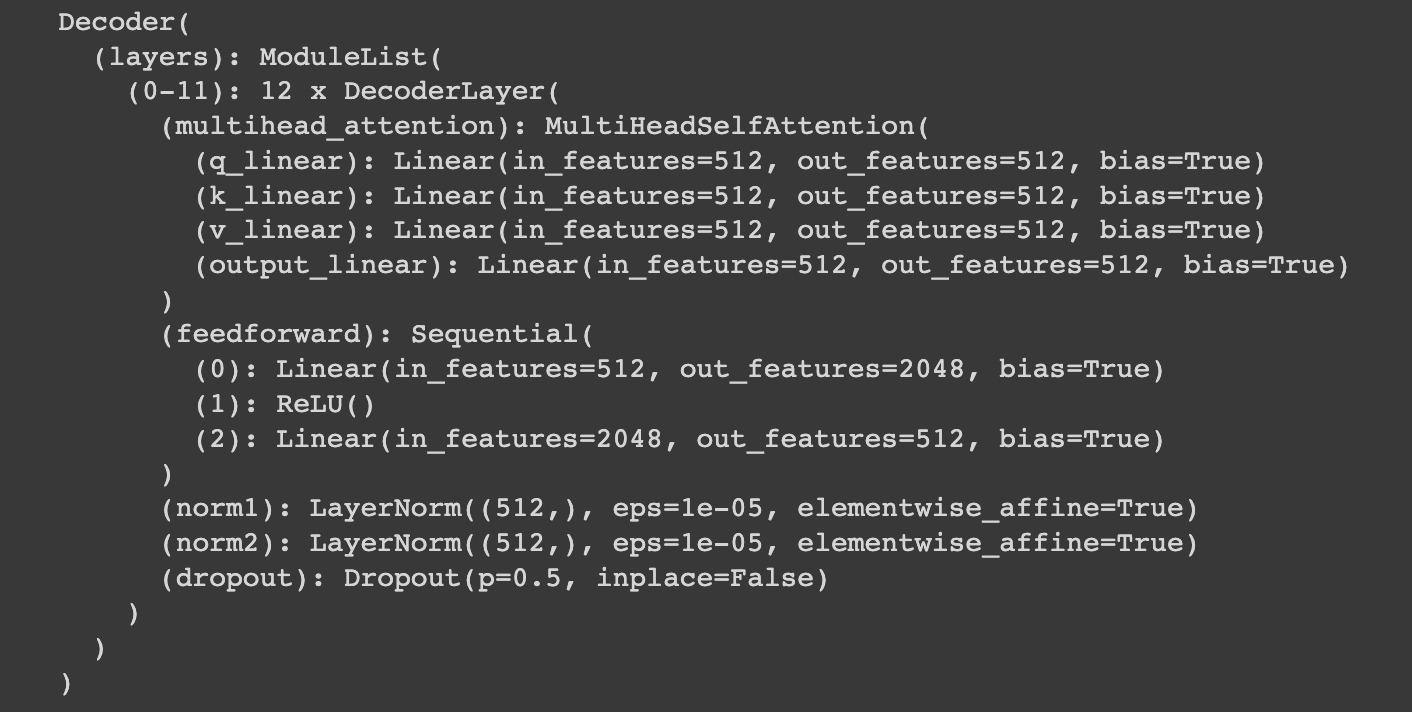 Decoder(
  (layers): ModuleList(
    (0-11): 12 x DecoderLayer(
      (multihead_attention): MultiHeadSelfAttention(
        (q_linear): Linear(in_features=512, out_features=512, bias=True)
        (k_linear): Linear(in_features=512, out_features=512, bias=True)
        (v_linear): Linear(in_features=512, out_features=512, bias=True)
        (output_linear): Linear(in_features=512, out_features=512, bias=True)
      )
      (feedforward): Sequential(
        (0): Linear(in_features=512, out_features=2048, bias=True)
        (1): ReLU()
        (2): Linear(in_features=2048, out_features=512, bias=True)
      )
      (norm1): LayerNorm((512,), eps=1e-05, elementwise_affine=True)
      (norm2): LayerNorm((512,), eps=1e-05, elementwise_affine=True)
      (dropout): Dropout(p=0.5, inplace=False)
    )
  )
)